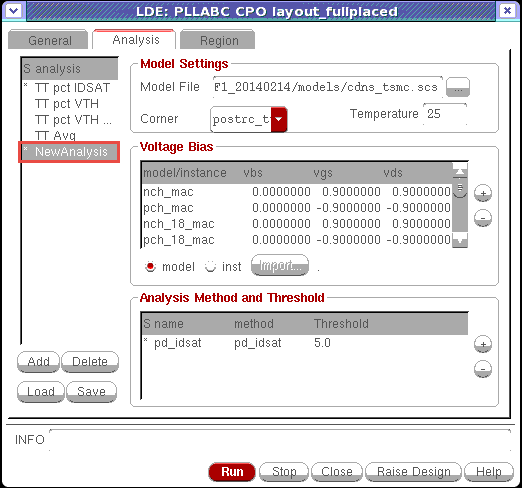 LDE: PLLABC CPO layout_fullplaced
General Analysis Region
S analysis
* TT pct IDSAT
TT pct VTH
TT pct VTH ...
TT Avg
* NewAnalysis
Add Delete
Load Save
Model Settings
Model File F1_20140214/models/cdns_tsmc.scs ...
Corner postrc_t Temperature 25
Voltage Bias
model/instance vbs vgs vds
nch_mac 0.0000000 0.9000000 0.9000000
pch_mac 0.0000000 -0.9000000 -0.9000000
nch_18_mac 0.0000000 0.9000000 0.9000000
pch_18_mac 0.0000000 -0.9000000 -0.9000000
+
-
model inst Import... .
Analysis Method and Threshold
S name method Threshold
* pd_idsat pd_idsat 5.0
+
-
INFO
Run Stop Close Raise Design Help